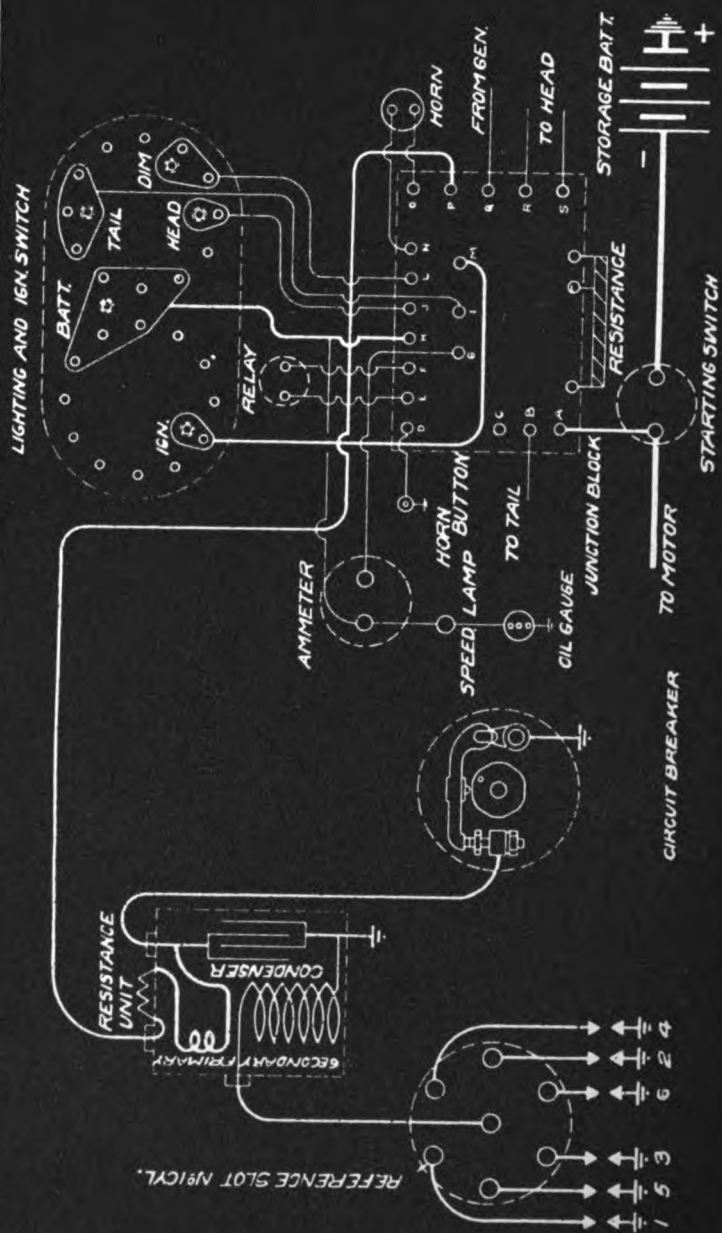 LIGHTING AND IGN. SWITCH
BATT.
TAIL
DIM
HEAD
IGN.
RELAY
HORN
FROM GEN.
TO HEAD
STORAGE BATT.
+
−
O
P
Q
R
S
N
L
J
H
F
E
D
M
I
G
C
B
A
RESISTANCE
STARTING SWITCH
JUNCTION BLOCK
TO MOTOR
TO TAIL
HORN
BUTTON
AMMETER
SPEED. LAMP
OIL GAUGE
CIRCUIT BREAKER
RESISTANCE
UNIT
CONDENSER
PRIMARY
SECONDARY
REFERENCE SLOT Nº1CYL.
1 5 3 6 2 4